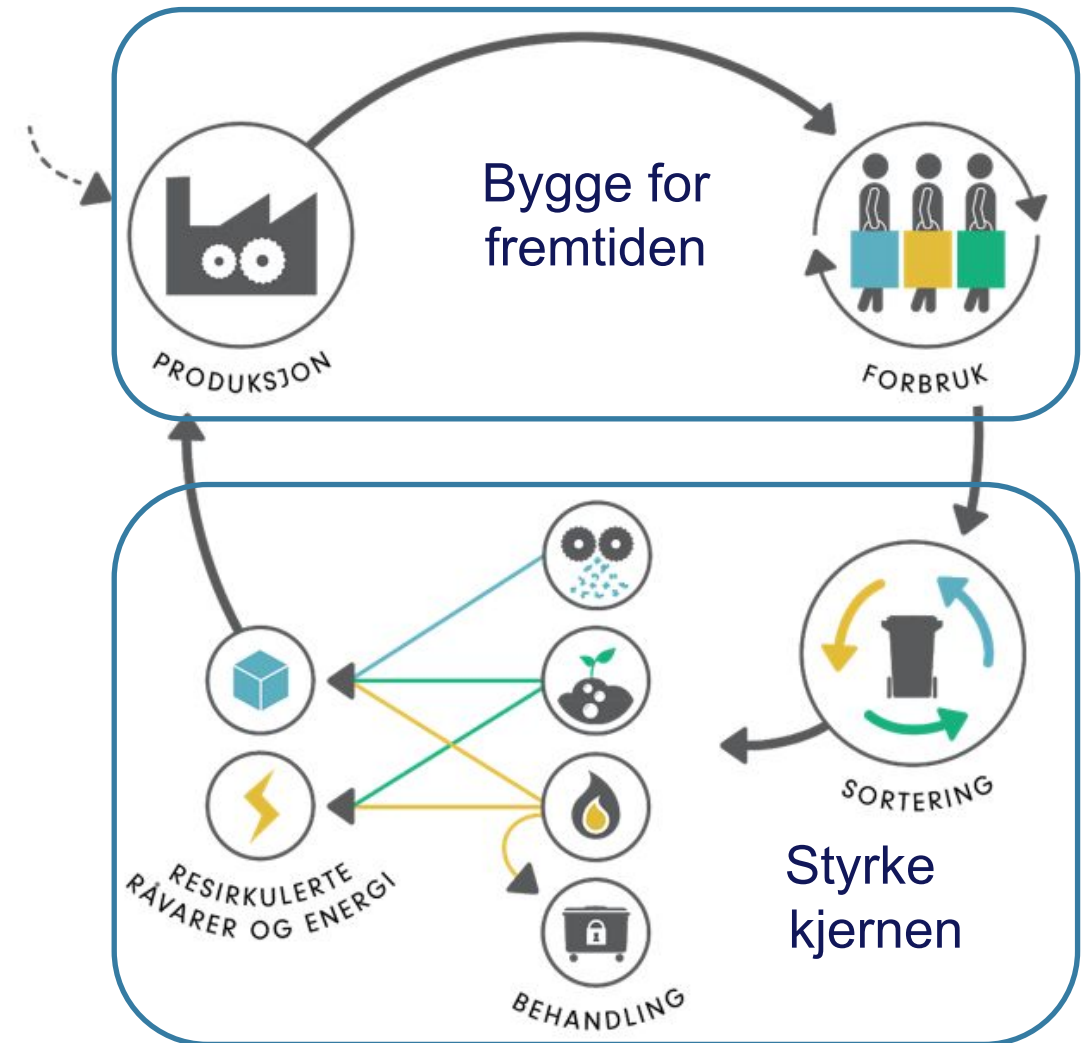 Bygge for
fremtiden
PRODUKSJON
FORBRUK
SORTERING
Styrke
kjernen
RESIRKULERTE
RÅVARER OG ENERGI
BEHANDLING